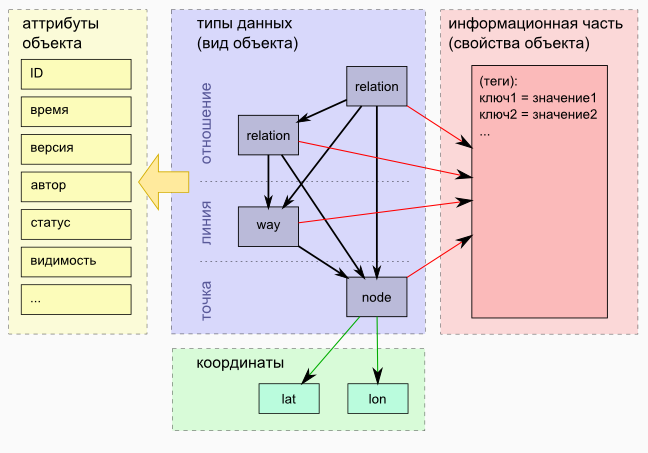 аттрибуты
объекта
ID
время
версия
автор
статус
видимость
...
типы данных
(вид объекта)
отношение
линия
точка
relation
relation
way
node
координаты
lat
lon
информационная часть
(свойства объекта)
(теги):
ключ1 = значение1
ключ2 = значение2
...